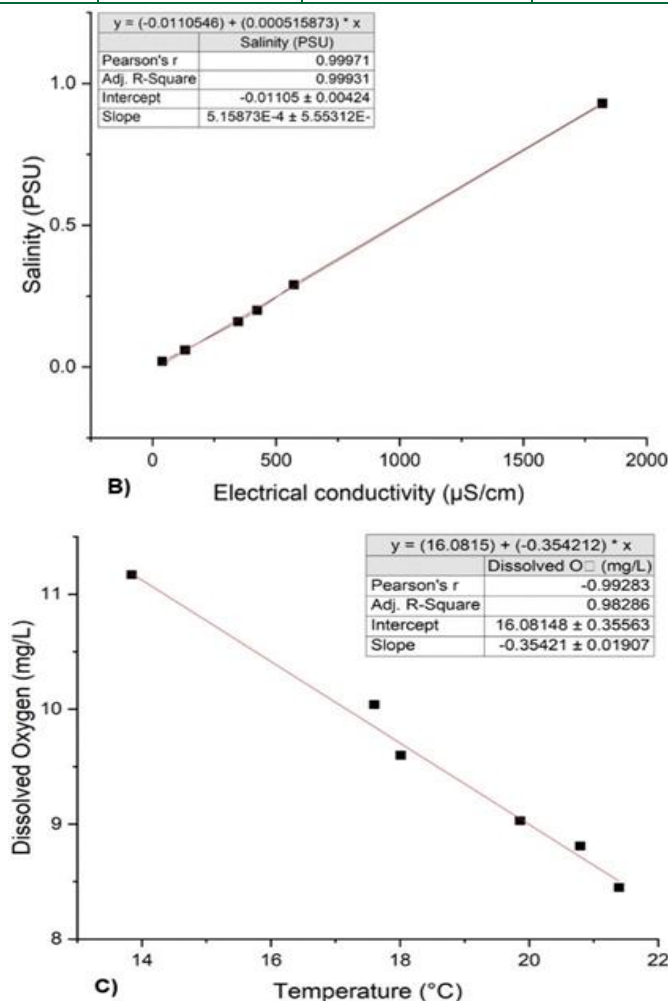 y = (-0.0110546) + (0.000515873) * x
Salinity (PSU)
Pearson's r 0.99971
Adj. R-Square 0.99931
Intercept -0.01105 ± 0.00424
Slope 5.15873E-4 ± 5.55312E-
1.0
0.5
0.0
Salinity (PSU)
0 500 1000 1500 2000
B)
Electrical conductivity (µS/cm)
y = (16.0815) + (-0.354212) * x
Dissolved O□ (mg/L)
Pearson's r -0.99283
Adj. R-Square 0.98286
Intercept 16.08148 ± 0.35563
Slope -0.35421 ± 0.01907
11
10
9
8
Dissolved Oxygen (mg/L)
14 16 18 20 22
C)
Temperature (°C)